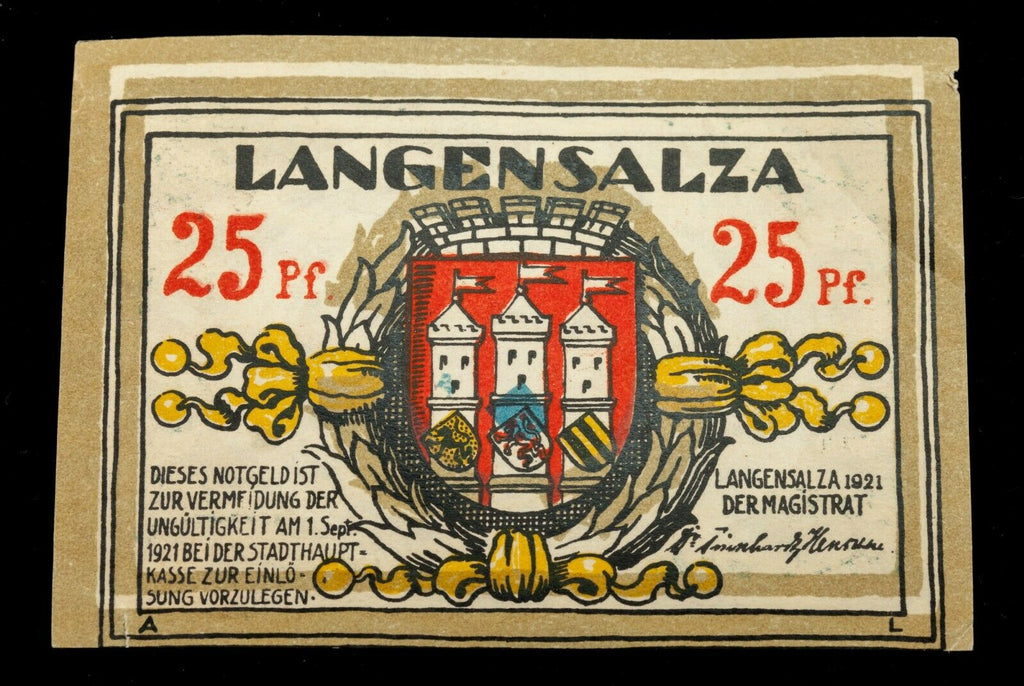 LANGENSALZA
25 Pf.
25 Pf.
DIESES NOTGELD IST
ZUR VERMEIDUNG DER
UNGÜLTIGKEIT AM 1. Sept.
1921 BEI DER STADTHAUPT-
KASSE ZUR EINLÖ-
SUNG VORZULEGEN.
LANGENSALZA 1921
DER MAGISTRAT
A
L